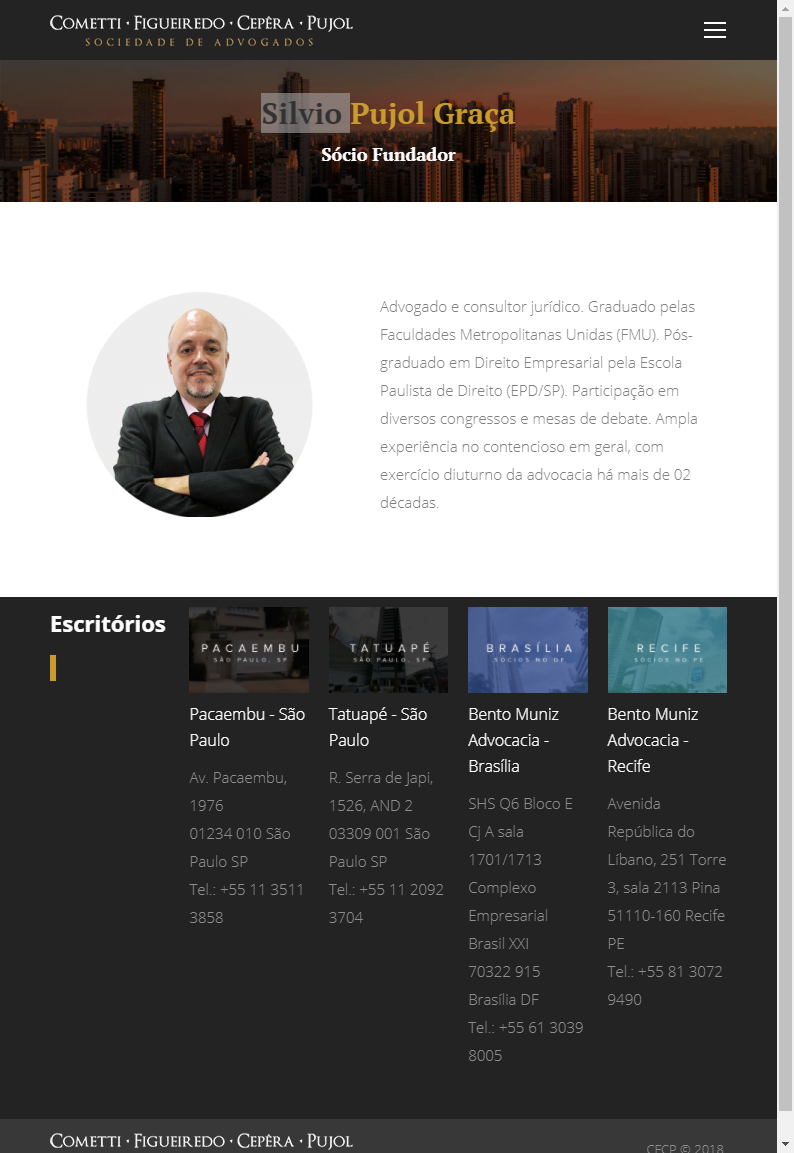 COMETTI · FIGUEIREDO · CEPÊRA · PUJOL
SOCIEDADE DE ADVOGADOS
Silvio Pujol Graça
Sócio Fundador
Advogado e consultor jurídico. Graduado pelas
Faculdades Metropolitanas Unidas (FMU). Pós-
graduado em Direito Empresarial pela Escola
Paulista de Direito (EPD/SP). Participação em
diversos congressos e mesas de debate. Ampla
experiência no contencioso em geral, com
exercício diuturno da advocacia há mais de 02
décadas.
Escritórios
PACAEMBU
SÃO PAULO, SP
Pacaembu - São
Paulo
Av. Pacaembu,
1976
01234 010 São
Paulo SP
Tel.: +55 11 3511
3858
TATUAPÉ
SÃO PAULO, SP
Tatuapé - São
Paulo
R. Serra de Japi,
1526, AND 2
03309 001 São
Paulo SP
Tel.: +55 11 2092
3704
BRASÍLIA
SÓCIOS NO DF
Bento Muniz
Advocacia -
Brasília
SHS Q6 Bloco E
Cj A sala
1701/1713
Complexo
Empresarial
Brasil XXI
70322 915
Brasília DF
Tel.: +55 61 3039
8005
RECIFE
SÓCIOS NO PE
Bento Muniz
Advocacia -
Recife
Avenida
República do
Líbano, 251 Torre
3, sala 2113 Pina
51110-160 Recife
PE
Tel.: +55 81 3072
9490
COMETTI · FIGUEIREDO · CEPÊRA · PUJOL
CFCP © 2018